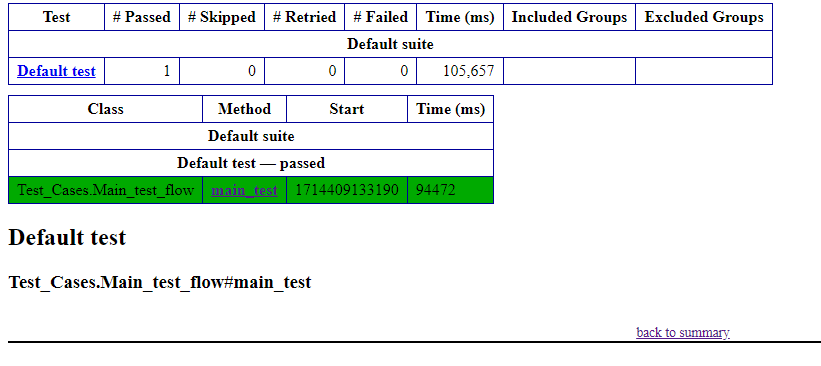 Test # Passed # Skipped # Retried # Failed Time (ms) Included Groups Excluded Groups
Default suite
Default test 1 0 0 0 105,657
Class Method Start Time (ms)
Default suite
Default test — passed
Test_Cases.Main_test_flow main_test 1714409133190 94472
Default test
Test_Cases.Main_test_flow#main_test
back to summary